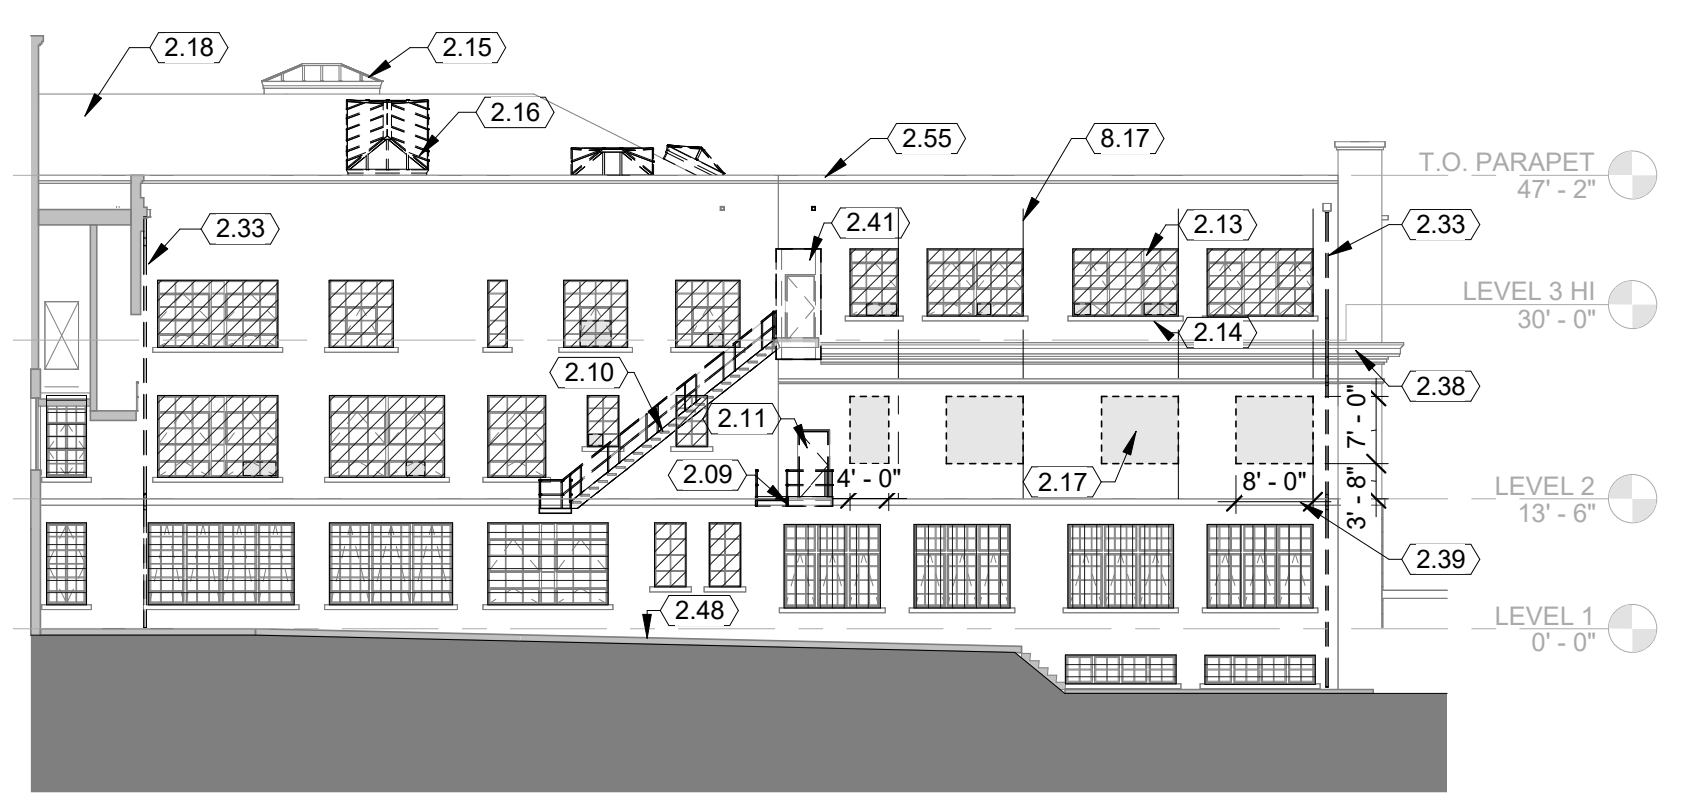 2.18
2.15
2.16
2.55
8.17
T.O. PARAPET
47' - 2"
2.33
2.41
2.13
2.33
LEVEL 3 HI
30' - 0"
2.14
2.10
2.38
2.11
7' - 0"
2.09
4' - 0"
2.17
8' - 0"
3' - 8"
LEVEL 2
13' - 6"
2.39
2.48
LEVEL 1
0' - 0"